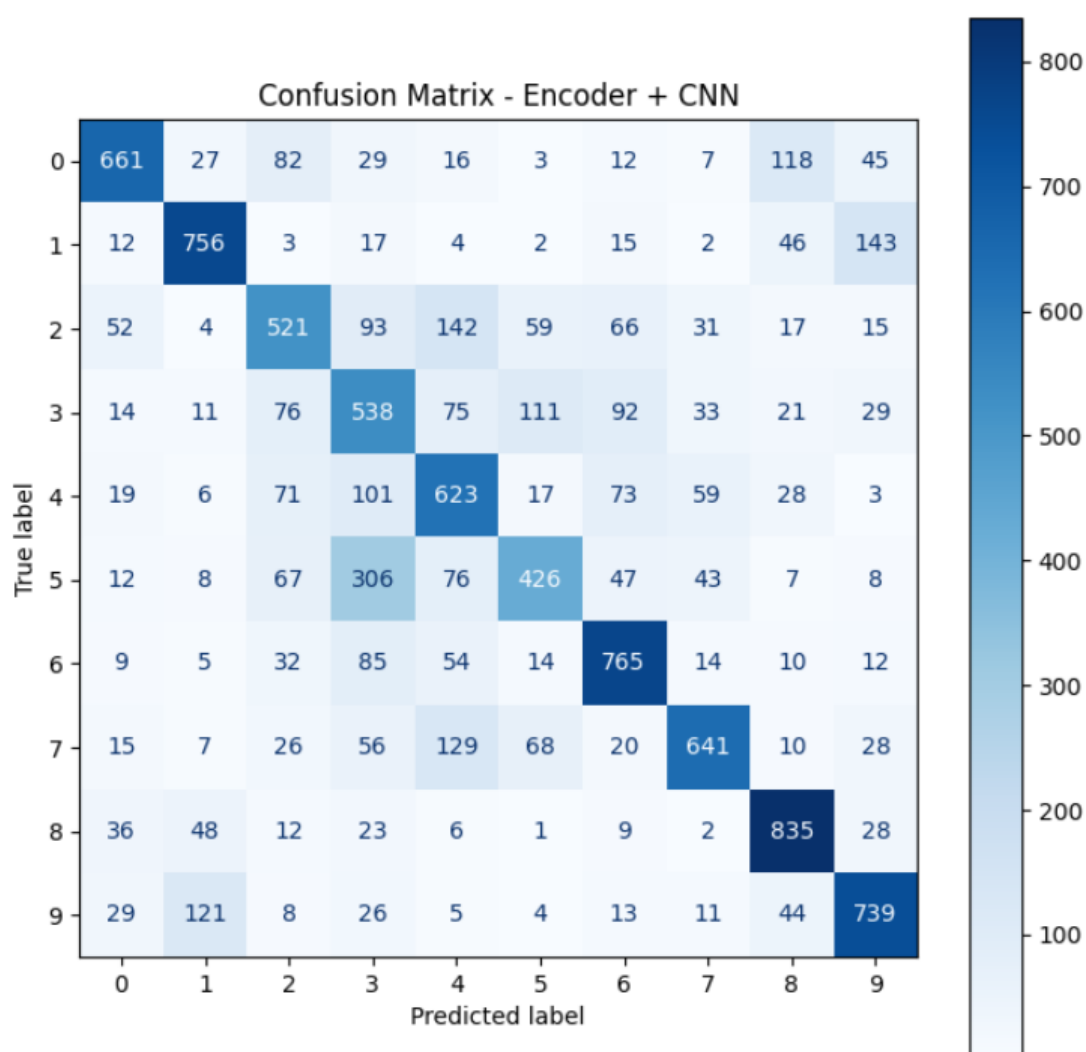 Confusion Matrix - Encoder + CNN
True label
0 661 27 82 29 16 3 12 7 118 45
1 12 756 3 17 4 2 15 2 46 143
2 52 4 521 93 142 59 66 31 17 15
3 14 11 76 538 75 111 92 33 21 29
4 19 6 71 101 623 17 73 59 28 3
5 12 8 67 306 76 426 47 43 7 8
6 9 5 32 85 54 14 765 14 10 12
7 15 7 26 56 129 68 20 641 10 28
8 36 48 12 23 6 1 9 2 835 28
9 29 121 8 26 5 4 13 11 44 739
0 1 2 3 4 5 6 7 8 9
Predicted label
800
700
600
500
400
300
200
100